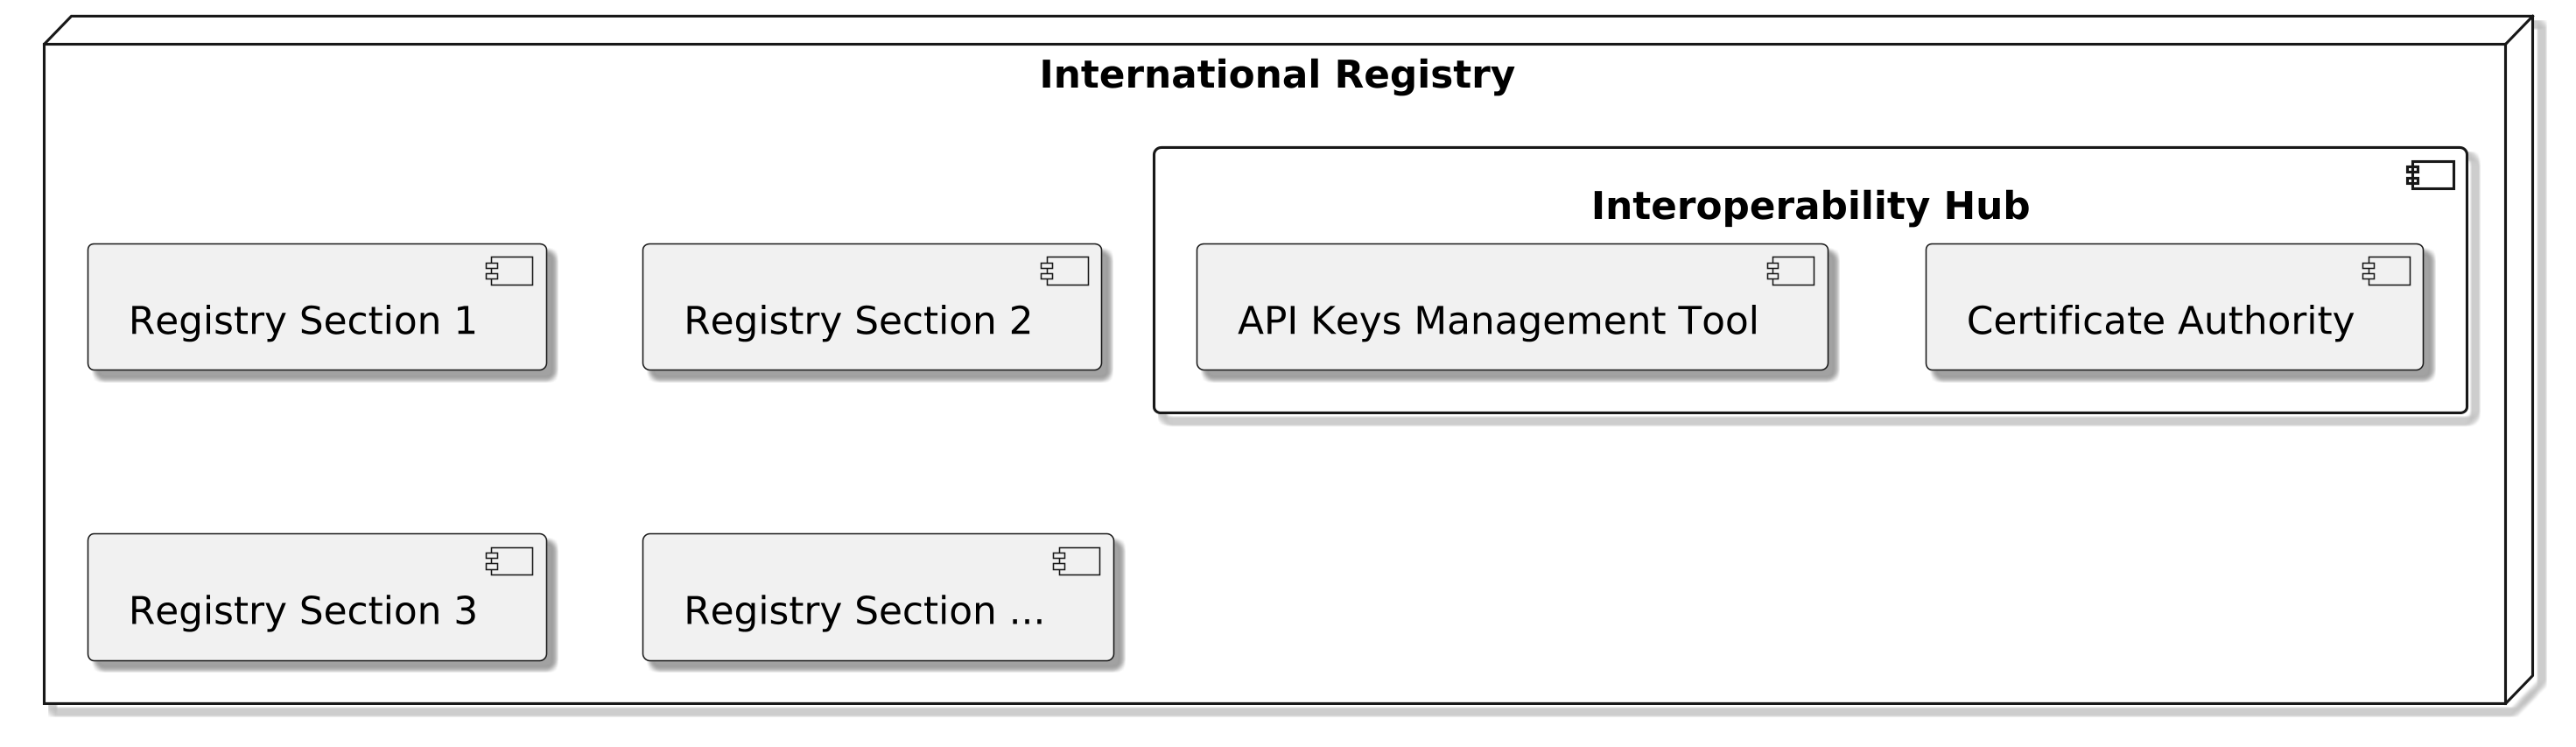 International Registry
Interoperability Hub
Registry Section 1
Registry Section 2
API Keys Management Tool
Certificate Authority
Registry Section 3
Registry Section ...